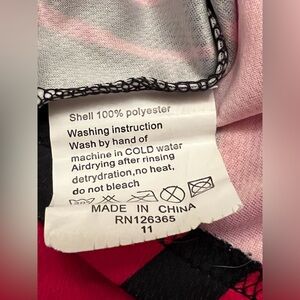 Shell 100% polyester
Washing instruction
Wash by hand of
machine in COLD water
Airdrying after rinsing
detrydration,no heat,
do not bleach
MADE IN CHINA
RN126365
11